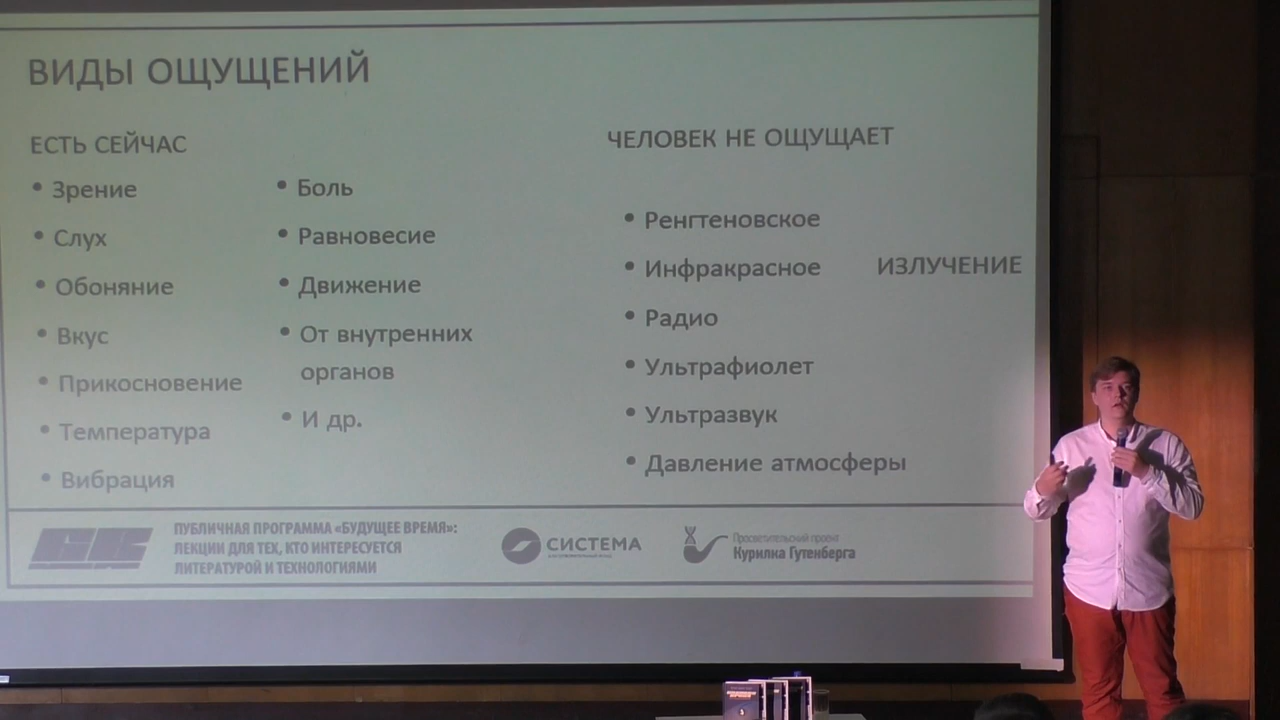 ВИДЫ ОЩУЩЕНИЙ
ЕСТЬ СЕЙЧАС
• Зрение
• Слух
• Обоняние
• Вкус
• Прикосновение
• Температура
• Вибрация
• Боль
• Равновесие
• Движение
• От внутренних
органов
• И др.
ЧЕЛОВЕК НЕ ОЩУЩАЕТ
• Ренгтеновское
• Инфракрасное
ИЗЛУЧЕНИЕ
• Радио
• Ультрафиолет
• Ультразвук
• Давление атмосферы
ПУБЛИЧНАЯ ПРОГРАММА «БУДУЩЕЕ ВРЕМЯ»:
ЛЕКЦИИ ДЛЯ ТЕХ, КТО ИНТЕРЕСУЕТСЯ
ЛИТЕРАТУРОЙ И ТЕХНОЛОГИЯМИ
СИСТЕМА
Просветительский проект
Курилка Гутенберга